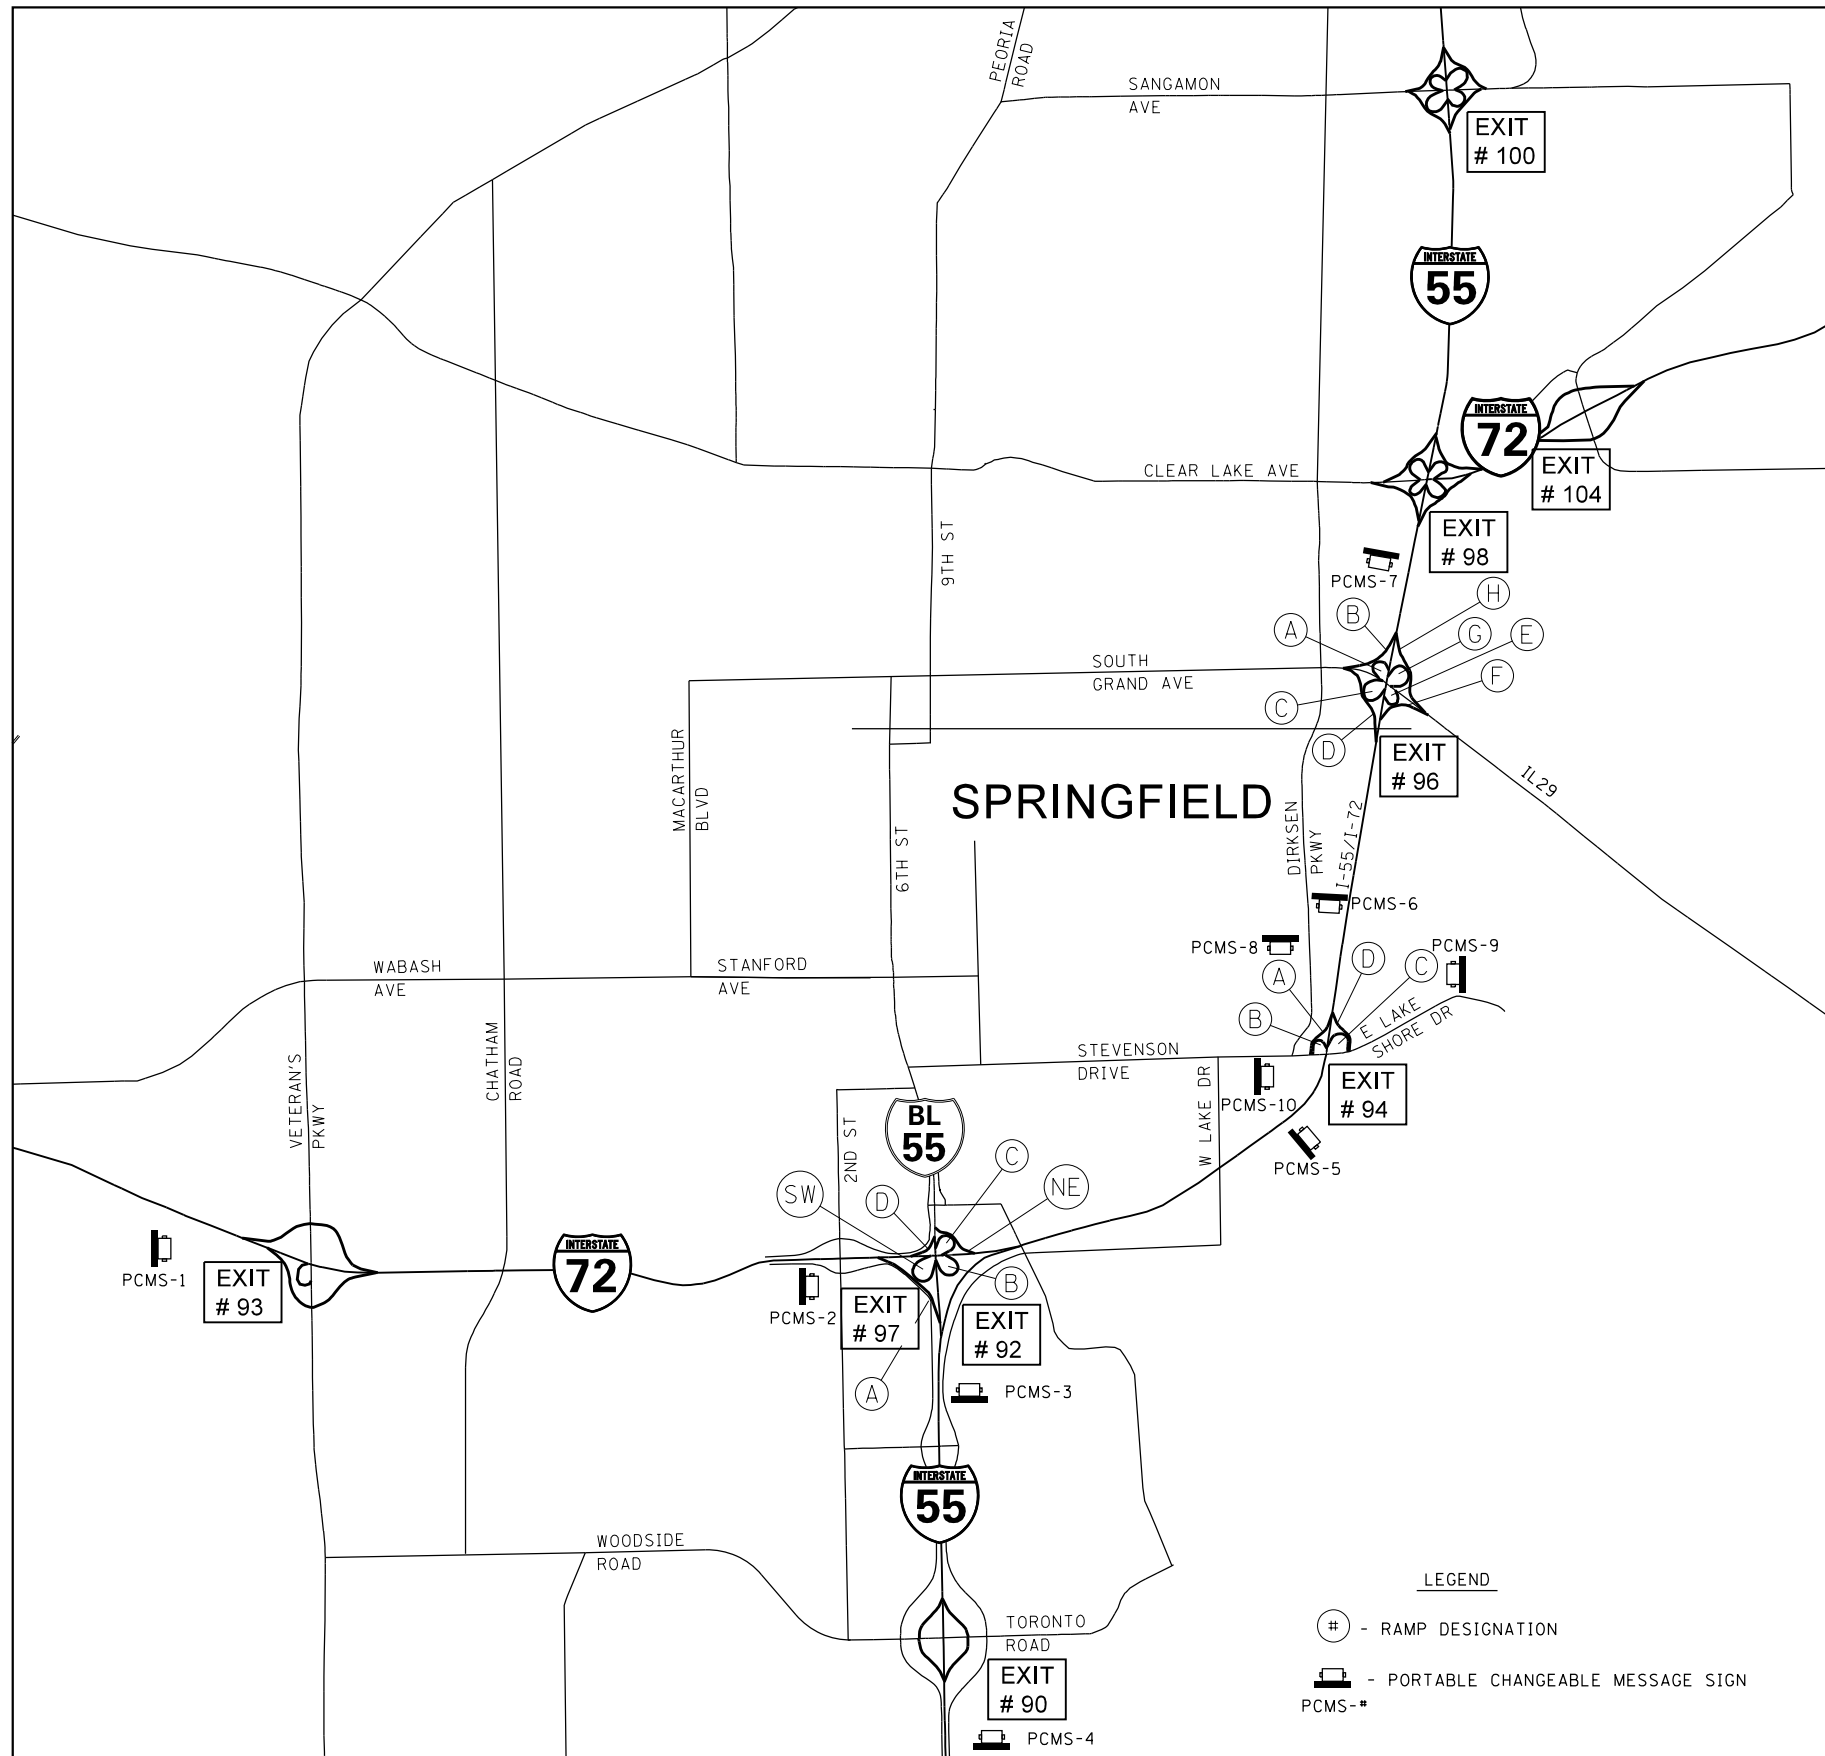 PEORIA
ROAD
SANGAMON
AVE
EXIT
# 100
INTERSTATE
55
INTERSTATE
72
CLEAR LAKE AVE
EXIT
# 104
EXIT
# 98
9TH ST
PCMS-7
H
B
A
G
E
SOUTH
GRAND AVE
F
C
D
EXIT
# 96
MACARTHUR
BLVD
SPRINGFIELD
IL29
6TH ST
DIRKSEN
PKWY
I-55/I-72
PCMS-6
PCMS-8
PCMS-9
WABASH
AVE
STANFORD
AVE
D
C
A
B
E LAKE
SHORE DR
VETERAN'S
PKWY
CHATHAM
ROAD
STEVENSON
DRIVE
EXIT
# 94
W LAKE DR
PCMS-10
BL
55
2ND ST
PCMS-5
C
SW
D
NE
PCMS-1
EXIT
# 93
INTERSTATE
72
B
PCMS-2
EXIT
# 97
EXIT
# 92
A
PCMS-3
INTERSTATE
55
WOODSIDE
ROAD
TORONTO
ROAD
EXIT
# 90
PCMS-4
LEGEND
# - RAMP DESIGNATION
- PORTABLE CHANGEABLE MESSAGE SIGN
PCMS-#